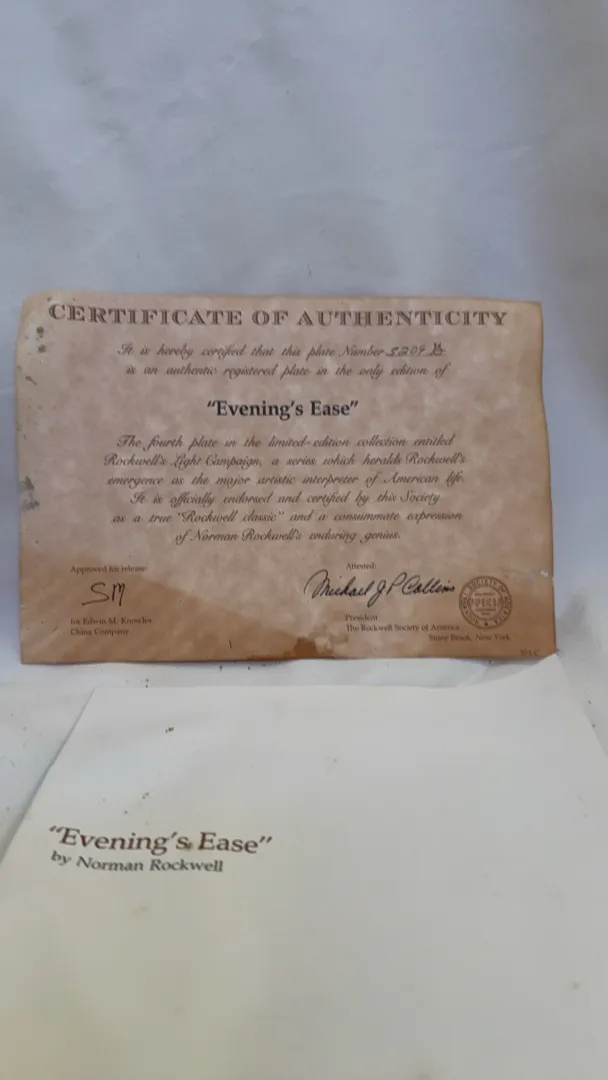 CERTIFICATE OF AUTHENTICITY
It is hereby certified that this plate Number
is an authentic registered plate in the only edition of
"Evening's Ease"
The fourth plate in the limited-edition collection entitled
Rockwell's Light Campaign, a series which heralds Rockwell's
emergence as the major artistic interpreter of American life.
It is officially endorsed and certified by this Society
as a true "Rockwell classic" and a consummate expression
of Norman Rockwell's enduring genius.
Approved for release:
SM
for Edwin M. Knowles
China Company
Attested:
Michael J P Collins
President
The Rockwell Society of America
Stony Brook, New York
"Evening's Ease"
by Norman Rockwell